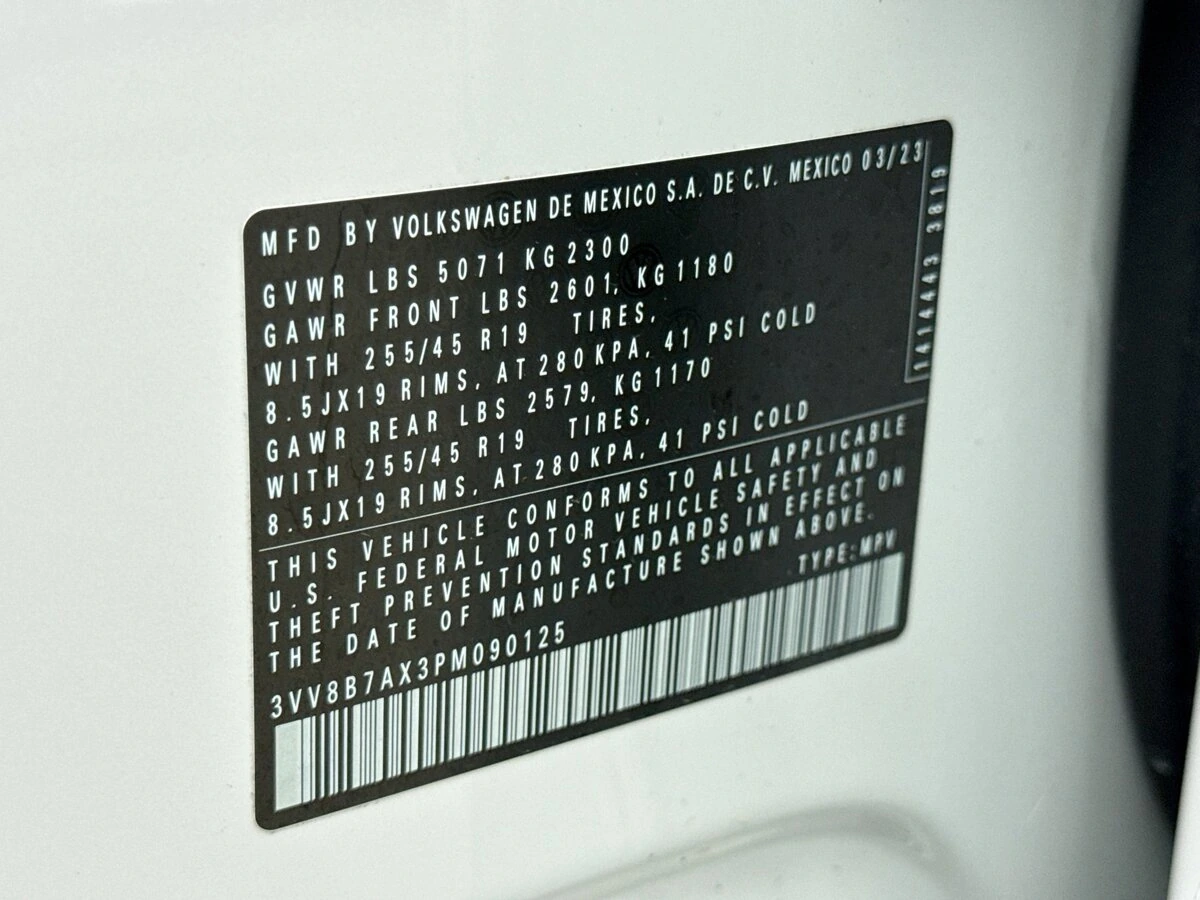 MFD BY VOLKSWAGEN DE MEXICO S.A. DE C.V. MEXICO 03/23
GVWR LBS 5071 KG 2300
GAWR FRONT LBS 2601, KG 1180
WITH 255/45 R19 TIRES,
8.5JX19 RIMS, AT 280 KPA, 41 PSI COLD
GAWR REAR LBS 2579, KG 1170
WITH 255/45 R19 TIRES,
8.5JX19 RIMS, AT 280 KPA, 41 PSI COLD
THIS VEHICLE CONFORMS TO ALL APPLICABLE
U.S. FEDERAL MOTOR VEHICLE SAFETY AND
THEFT PREVENTION STANDARDS IN EFFECT ON
THE DATE OF MANUFACTURE SHOWN ABOVE.
TYPE: MPV
3VV8B7AX3PM090125
1414443 3819